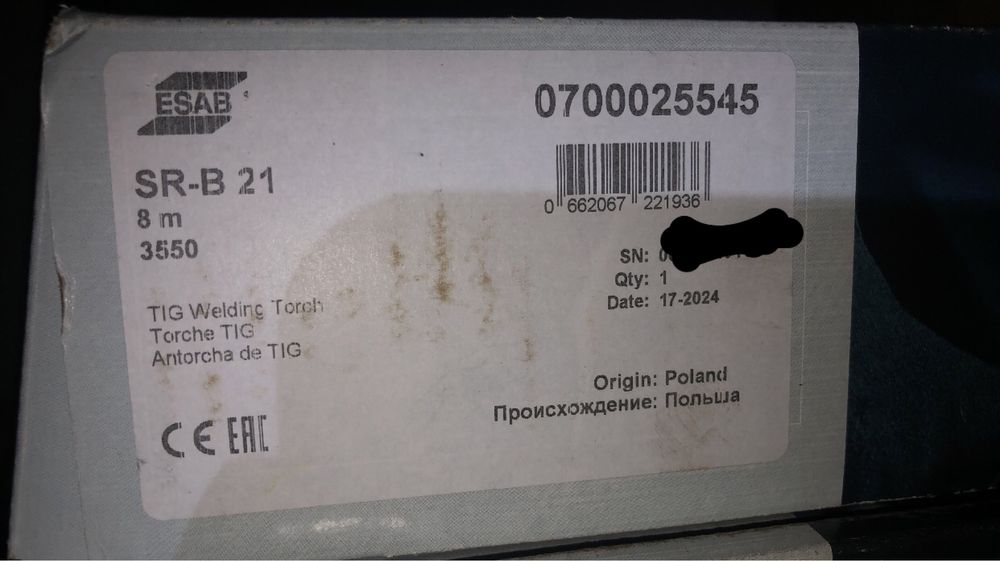 ESAB
0700025545
SR-B 21
8 m
3550
0 662067 221936
SN:
Qty: 1
Date: 17-2024
TIG Welding Torch
Torche TIG
Antorcha de TIG
Origin: Poland
Происхождение: Польша
CE EAC